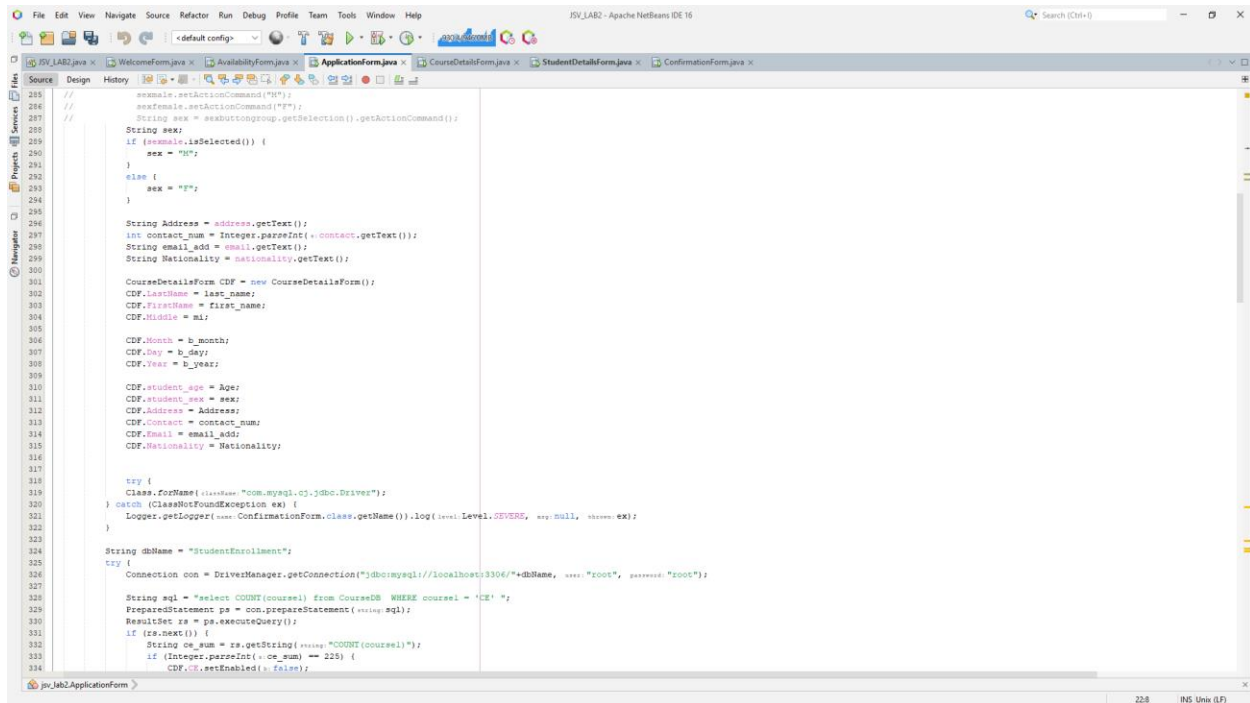 File Edit View Navigate Source Refactor Run Debug Profile Team Tools Window Help JSV_LAB2 - Apache NetBeans IDE 16 Search (Ctrl+I)
<default config>
JSV_LAB2.java WelcomeForm.java AvailabilityForm.java ApplicationForm.java CourseDetailsForm.java StudentDetailsForm.java ConfirmationForm.java
Source Design History
Files
Services
Projects
Navigator
285 // sexmale.setActionCommand("M");
286 // sexfemale.setActionCommand("F");
287 // String sex = sexbuttongroup.getSelection().getActionCommand();
288 String sex;
289 if (sexmale.isSelected()) {
290 sex = "M";
291 }
292 else {
293 sex = "F";
294 }
295
296 String Address = address.getText();
297 int contact_num = Integer.parseInt(s:contact.getText());
298 String email_add = email.getText();
299 String Nationality = nationality.getText();
300
301 CourseDetailsForm CDF = new CourseDetailsForm();
302 CDF.LastName = last_name;
303 CDF.FirstName = first_name;
304 CDF.Middle = mi;
305
306 CDF.Month = b_month;
307 CDF.Day = b_day;
308 CDF.Year = b_year;
309
310 CDF.student_age = Age;
311 CDF.student_sex = sex;
312 CDF.Address = Address;
313 CDF.Contact = contact_num;
314 CDF.Email = email_add;
315 CDF.Nationality = Nationality;
316
317
318 try {
319 Class.forName(className:"com.mysql.cj.jdbc.Driver");
320 } catch (ClassNotFoundException ex) {
321 Logger.getLogger(name:ConfirmationForm.class.getName()).log(level:Level.SEVERE, msg:null, thrown:ex);
322 }
323
324 String dbName = "StudentEnrollment";
325 try {
326 Connection con = DriverManager.getConnection("jdbc:mysql://localhost:3306/"+dbName, user:"root", password:"root");
327
328 String sql = "select COUNT(course1) from CourseDB WHERE course1 = 'CE' ";
329 PreparedStatement ps = con.prepareStatement(string:sql);
330 ResultSet rs = ps.executeQuery();
331 if (rs.next()) {
332 String ce_sum = rs.getString(string:"COUNT(course1)");
333 if (Integer.parseInt(s:ce_sum) == 225) {
334 CDF.CE.setEnabled(b:false);
jsv_lab2.ApplicationForm
22:8 INS Unix (LF)